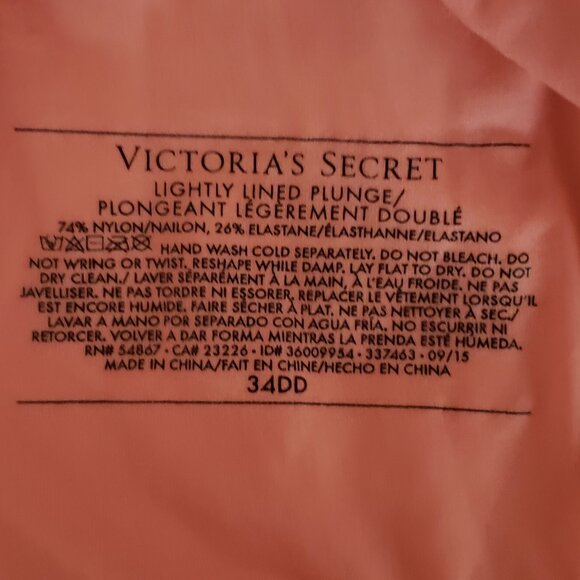 VICTORIA'S SECRET
LIGHTLY LINED PLUNGE/
PLONGEANT LÉGÈREMENT DOUBLÉ
74% NYLON/NAILON, 26% ELASTANE/ÉLASTHANNE/ELASTANO
HAND WASH COLD SEPARATELY. DO NOT BLEACH. DO
NOT WRING OR TWIST. RESHAPE WHILE DAMP. LAY FLAT TO DRY. DO NOT
DRY CLEAN./ LAVER SÉPARÉMENT À LA MAIN, À L'EAU FROIDE. NE PAS
JAVELLISER. NE PAS TORDRE NI ESSORER. REPLACER LE VÊTEMENT LORSQU'IL
EST ENCORE HUMIDE. FAIRE SÉCHER À PLAT. NE PAS NETTOYER À SEC./
LAVAR A MANO POR SEPARADO CON AGUA FRÍA. NO ESCURRIR NI
RETORCER. VOLVER A DAR FORMA MIENTRAS LA PRENDA ESTÉ HÚMEDA.
RN# 54867 • CA# 23226 • ID# 36009954 • 337463 • 09/15
MADE IN CHINA/FAIT EN CHINE/HECHO EN CHINA
34DD